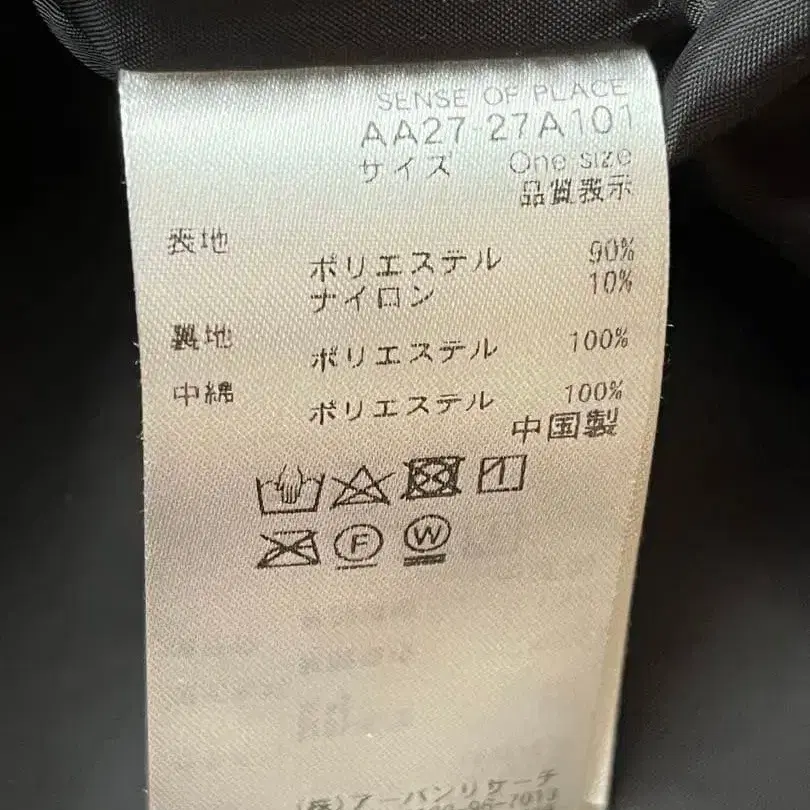 SENSE OF PLACE
AA27-27A101
サイズ One size
品質表示
表地
ポリエステル 90%
ナイロン 10%
裏地
ポリエステル 100%
中綿
ポリエステル 100%
中国製
F W
(株)アーバンリサーチ